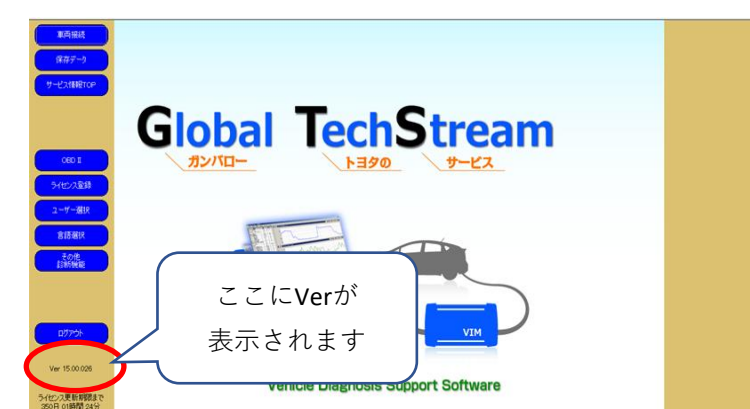 車両接続
保存データ
サービス情報TOP
OBD II
ライセンス登録
ユーザー選択
言語選択
その他
診断機能
ログアウト
Ver 15.00.026
ライセンス更新期限まで
350日 01時間 24分
Global TechStream
ガンバロー トヨタの サービス
VIM
ここにVerが
表示されます
Vehicle Diagnosis Support Software